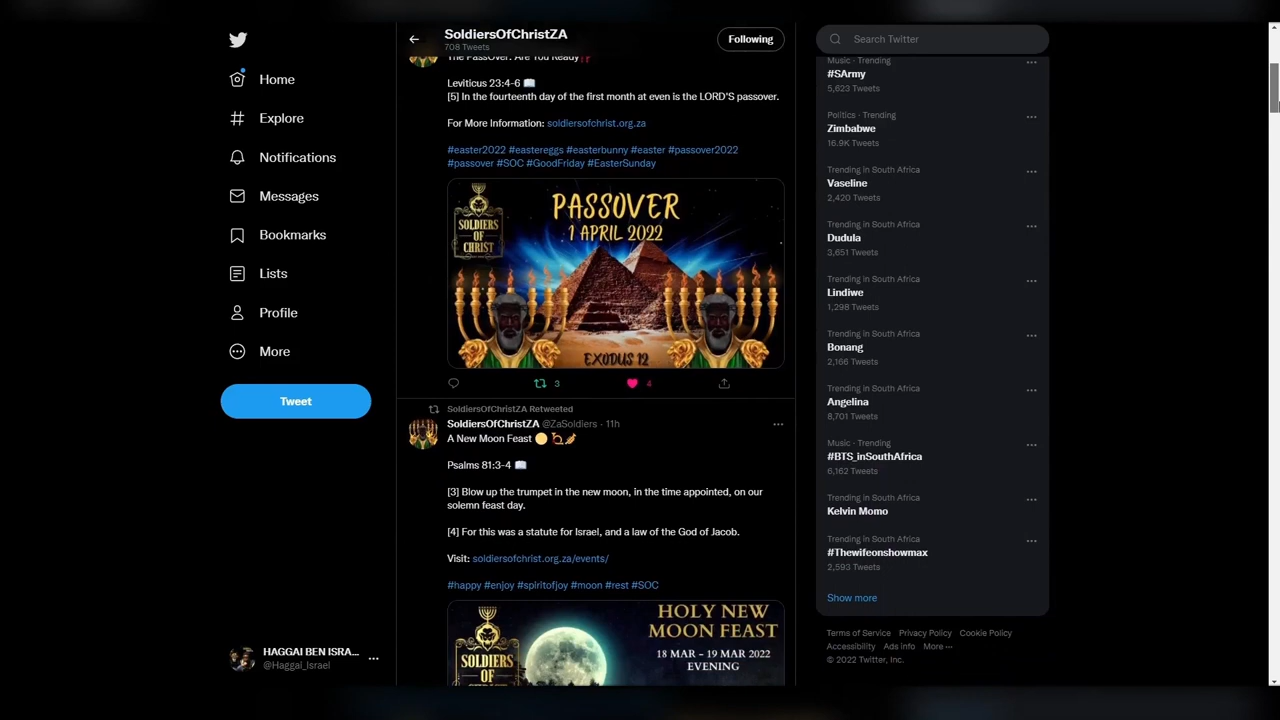 Home
Explore
Notifications
Messages
Bookmarks
Lists
Profile
More
Tweet
HAGGAI BEN ISRA...
@Haggai_Israel
SoldiersOfChristZA
708 Tweets
Following
The PassOver: Are You Ready⁉️
Leviticus 23:4-6 📖
[5] In the fourteenth day of the first month at even is the LORD'S passover.
For More Information: soldiersofchrist.org.za
#easter2022 #eastereggs #easterbunny #easter #passover2022
#passover #SOC #GoodFriday #EasterSunday
SOLDIERS
OF
CHRIST
PASSOVER
1 APRIL 2022
EXODUS 12
3
4
SoldiersOfChristZA Retweeted
SoldiersOfChristZA @ZaSoldiers · 11h
A New Moon Feast
Psalms 81:3-4 📖
[3] Blow up the trumpet in the new moon, in the time appointed, on our
solemn feast day.
[4] For this was a statute for Israel, and a law of the God of Jacob.
Visit: soldiersofchrist.org.za/events/
#happy #enjoy #spiritofjoy #moon #rest #SOC
SOLDIERS
HOLY NEW
MOON FEAST
18 MAR – 19 MAR 2022
EVENING
Search Twitter
Music · Trending
#SArmy
5,623 Tweets
Politics · Trending
Zimbabwe
16.9K Tweets
Trending in South Africa
Vaseline
2,420 Tweets
Trending in South Africa
Dudula
3,651 Tweets
Trending in South Africa
Lindiwe
1,298 Tweets
Trending in South Africa
Bonang
2,166 Tweets
Trending in South Africa
Angelina
8,701 Tweets
Music · Trending
#BTS_inSouthAfrica
6,162 Tweets
Trending in South Africa
Kelvin Momo
Trending in South Africa
#Thewifeonshowmax
2,593 Tweets
Show more
Terms of Service Privacy Policy Cookie Policy
Accessibility Ads info More ···
© 2022 Twitter, Inc.